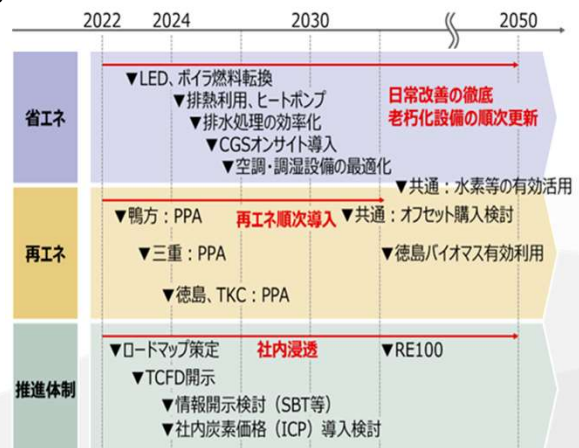 2022 2024 2030 2050
省エネ
▼LED、ボイラ燃料転換
▼排熱利用、ヒートポンプ
▼排水処理の効率化
▼CGSオンサイト導入
▼空調・調湿設備の最適化
日常改善の徹底
老朽化設備の順次更新
▼共通：水素等の有効活用
再エネ
▼鴨方：PPA
再エネ順次導入
▼共通：オフセット購入検討
▼三重：PPA
▼徳島バイオマス有効利用
▼徳島、TKC：PPA
推進体制
▼ロードマップ策定
社内浸透
▼RE100
▼TCFD開示
▼情報開示検討（SBT等）
▼社内炭素価格（ICP）導入検討